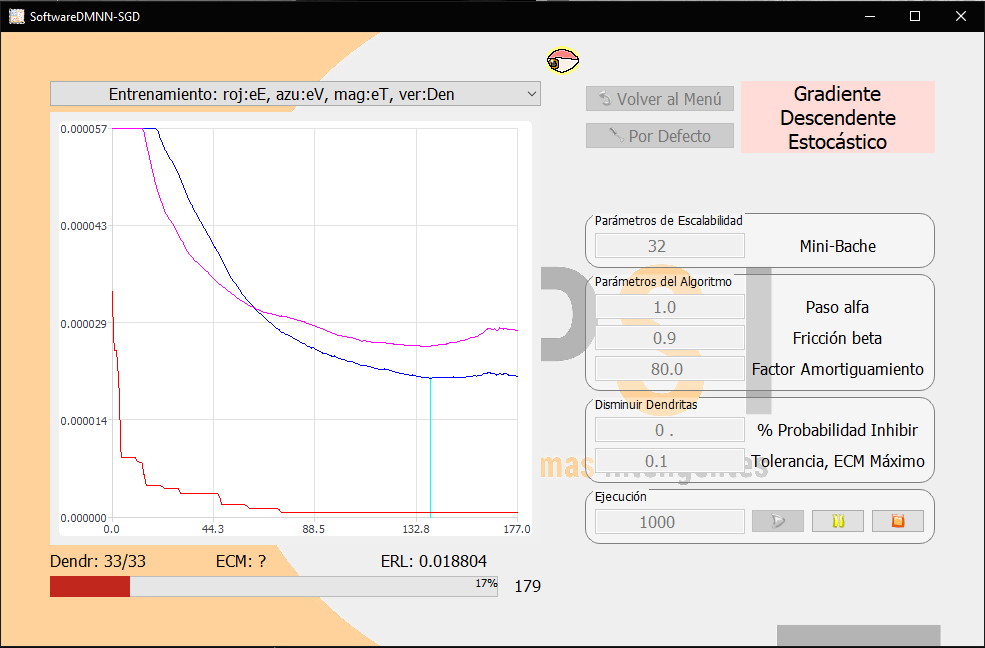 SoftwareDMNN-SGD
Entrenamiento: roj:eE, azu:eV, mag:eT, ver:Den
Volver al Menú
Por Defecto
Gradiente
Descendente
Estocástico
0.000057
0.000043
0.000029
0.000014
0.000000
0.0 44.3 88.5 132.8 177.0
Parámetros de Escalabilidad
32 Mini-Bache
Parámetros del Algoritmo
1.0 Paso alfa
0.9 Fricción beta
80.0 Factor Amortiguamiento
Disminuir Dendritas
0 . % Probabilidad Inhibir
0.1 Tolerancia, ECM Máximo
Ejecución
1000
Dendr: 33/33 ECM: ? ERL: 0.018804
17% 179